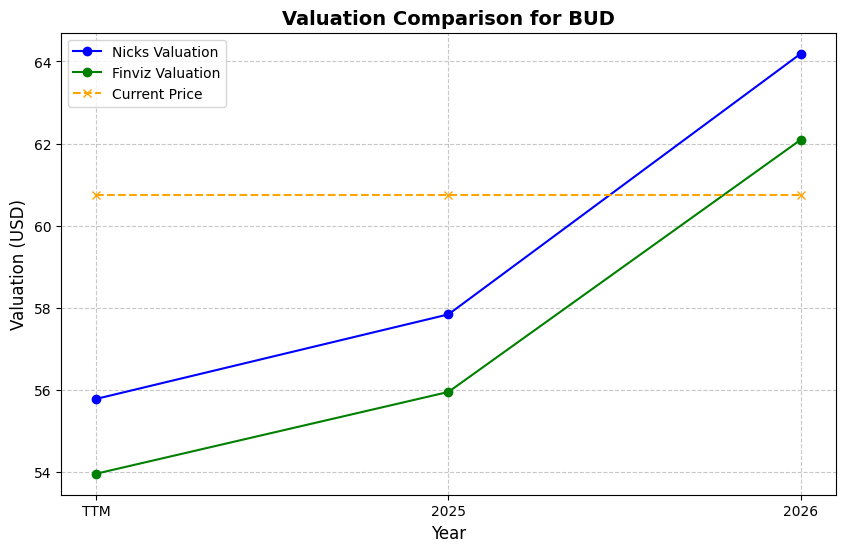 Valuation Comparison for BUD
Nicks Valuation
Finviz Valuation
Current Price
Valuation (USD)
64
62
60
58
56
54
TTM
2025
2026
Year